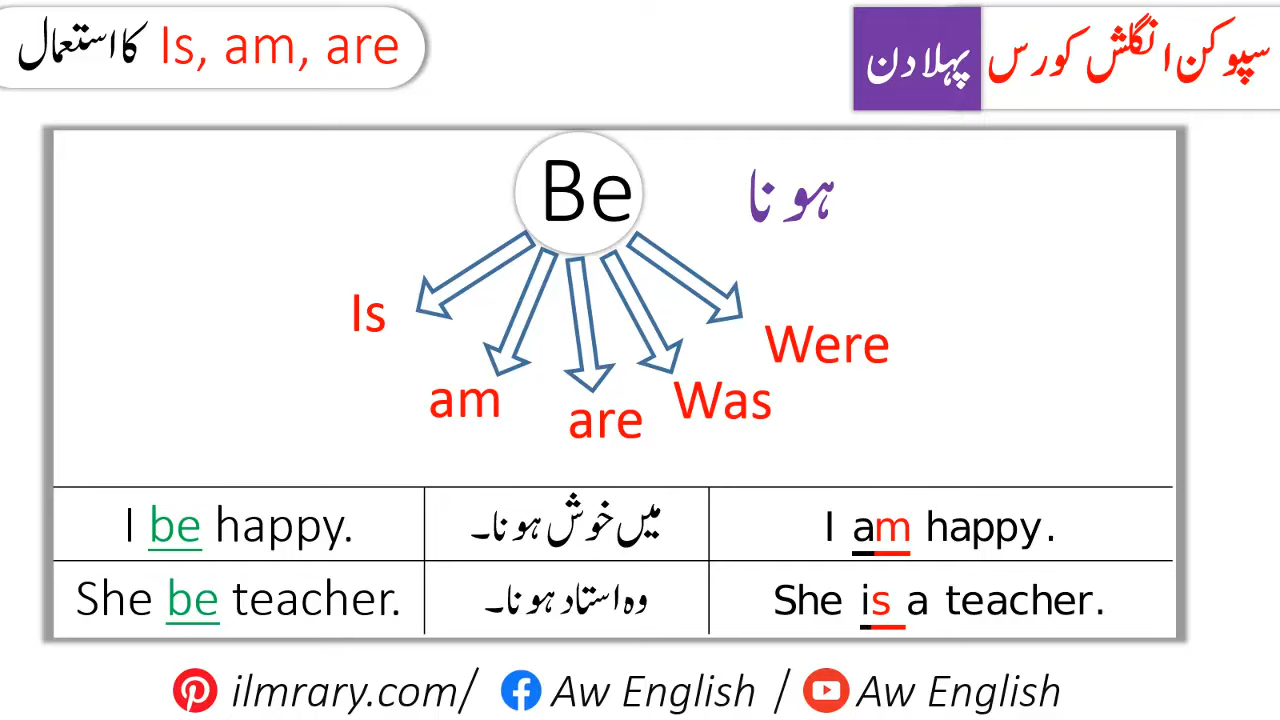 Is, am, are کا استعمال
سپوکن انگلش کورس پہلا دن
Be ہونا
Is
am
are
Was
Were
I be happy. میں خوش ہونا۔ I am happy.
She be teacher. وہ استاد ہونا۔ She is a teacher.
ilmrary.com/ Aw English / Aw English